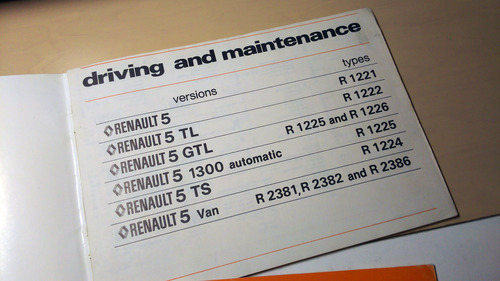 driving and maintenance
versions types
RENAULT 5 R 1221
RENAULT 5 TL R 1222
RENAULT 5 GTL R 1225 and R 1226
RENAULT 5 1300 automatic R 1225
RENAULT 5 TS R 1224
RENAULT 5 Van R 2381, R 2382 and R 2386